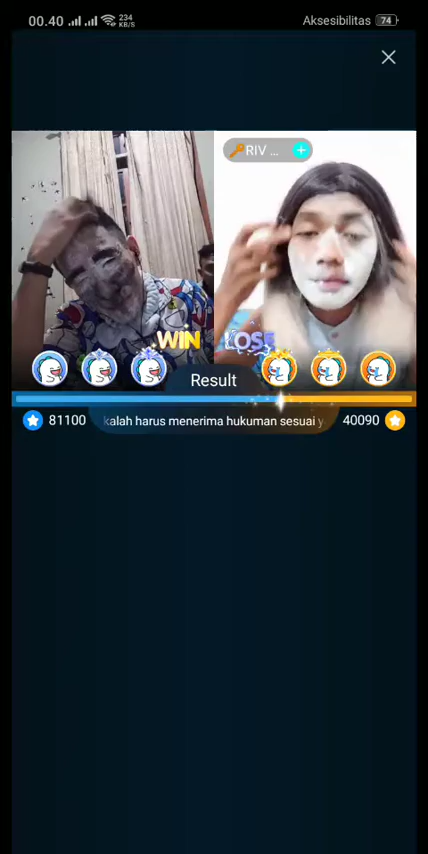 00.40 234 KB/S Aksesibilitas 74
RIV ...
WIN LOSE
Result
81100 kalah harus menerima hukuman sesuai y 40090